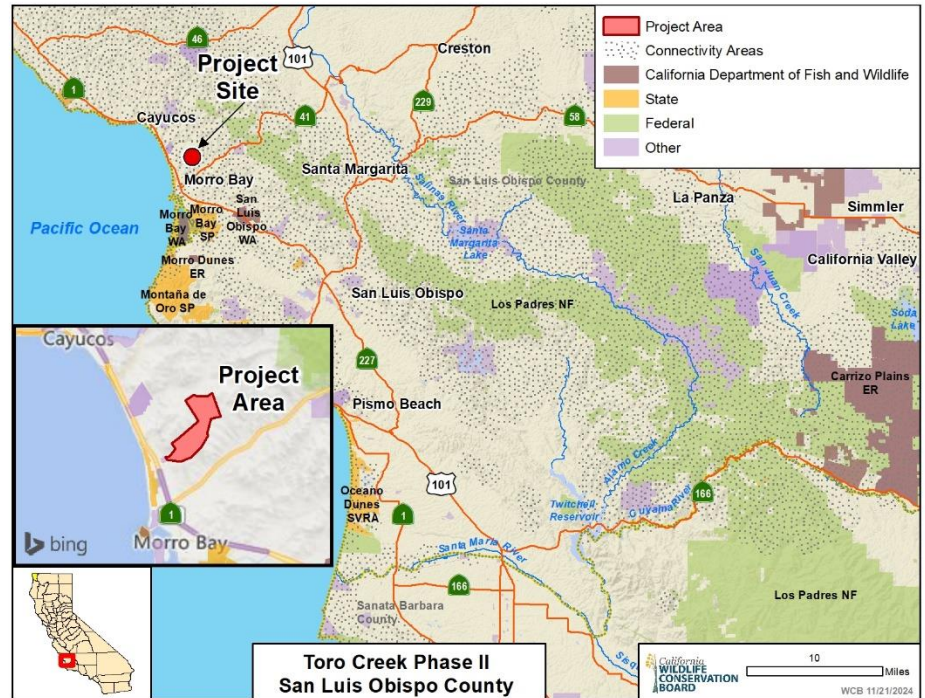 46
101
Creston
Project
Site
1
229
Cayucos
41
58
Santa Margarita
Morro Bay
Salinas River
San Luis Obispo County
Pacific Ocean
Morro
Bay
WA
Morro
Bay
SP
San
Luis
Obispo
WA
Santa
Margarita
Lake
La Panza
Simmler
San Juan Creek
California Valley
Morro Dunes
ER
Montaña de
Oro SP
San Luis Obispo
Los Padres NF
Soda
Lake
227
Carrizo Plains
ER
Pismo Beach
101
Alamo Creek
Oceano
Dunes
SVRA
1
Twitchell
Reservoir
Guyama River
166
Santa Maria River
166
Sanata Barbara
County
Los Padres NF
Sisq
Project Area
Connectivity Areas
California Department of Fish and Wildlife
State
Federal
Other
Cayucos
Project
Area
1
Morro Bay
bing
Toro Creek Phase II
San Luis Obispo County
California
WILDLIFE
CONSERVATION
BOARD
10
Miles
WCB 11/21/2024